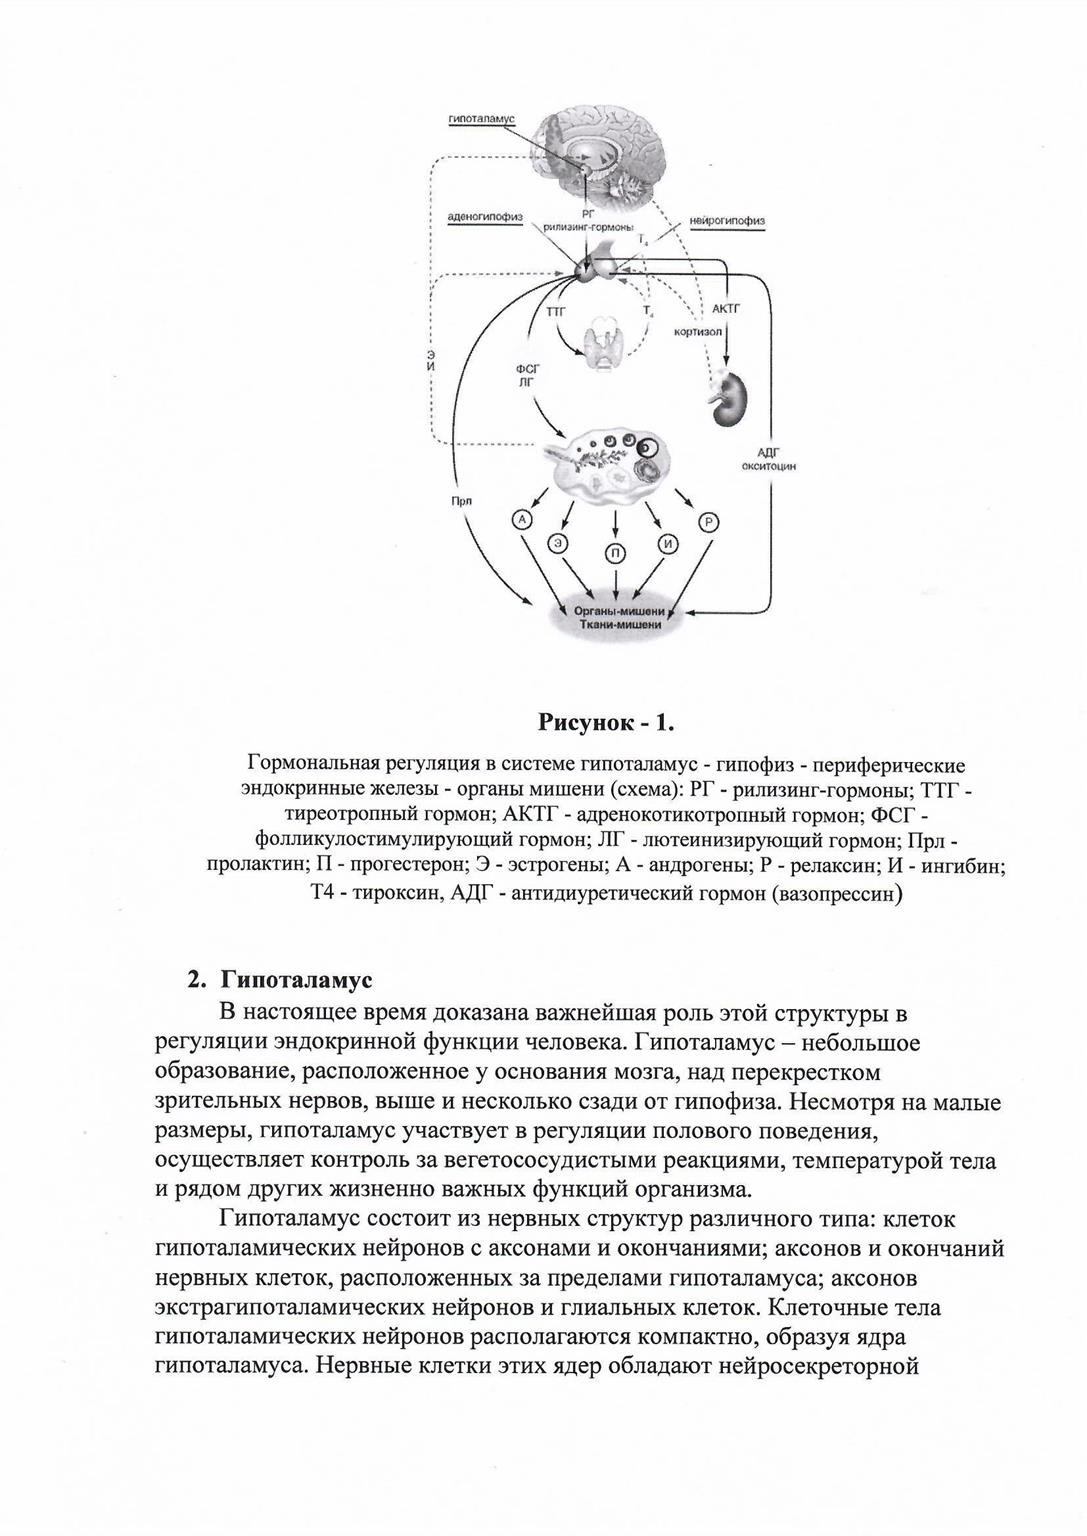 гипоталамус
аденогипофиз
РГ
рилизинг-гормоны
нейрогипофиз
Т4
ТТГ
Т4
АКТГ
кортизол
Э
И
ФСГ
ЛГ
АДГ
окситоцин
Прл
А
Э
П
И
Р
Органы-мишени
Ткани-мишени
Рисунок - 1.
Гормональная регуляция в системе гипоталамус - гипофиз - периферические
эндокринные железы - органы мишени (схема): РГ - рилизинг-гормоны; ТТГ -
тиреотропный гормон; АКТГ - адренокотикотропный гормон; ФСГ -
фолликулостимулирующий гормон; ЛГ - лютеинизирующий гормон; Прл -
пролактин; П - прогестерон; Э - эстрогены; А - андрогены; Р - релаксин; И - ингибин;
Т4 - тироксин, АДГ - антидиуретический гормон (вазопрессин)
2. Гипоталамус
В настоящее время доказана важнейшая роль этой структуры в
регуляции эндокринной функции человека. Гипоталамус – небольшое
образование, расположенное у основания мозга, над перекрестком
зрительных нервов, выше и несколько сзади от гипофиза. Несмотря на малые
размеры, гипоталамус участвует в регуляции полового поведения,
осуществляет контроль за вегетососудистыми реакциями, температурой тела
и рядом других жизненно важных функций организма.
Гипоталамус состоит из нервных структур различного типа: клеток
гипоталамических нейронов с аксонами и окончаниями; аксонов и окончаний
нервных клеток, расположенных за пределами гипоталамуса; аксонов
экстрагипоталамических нейронов и глиальных клеток. Клеточные тела
гипоталамических нейронов располагаются компактно, образуя ядра
гипоталамуса. Нервные клетки этих ядер обладают нейросекреторной